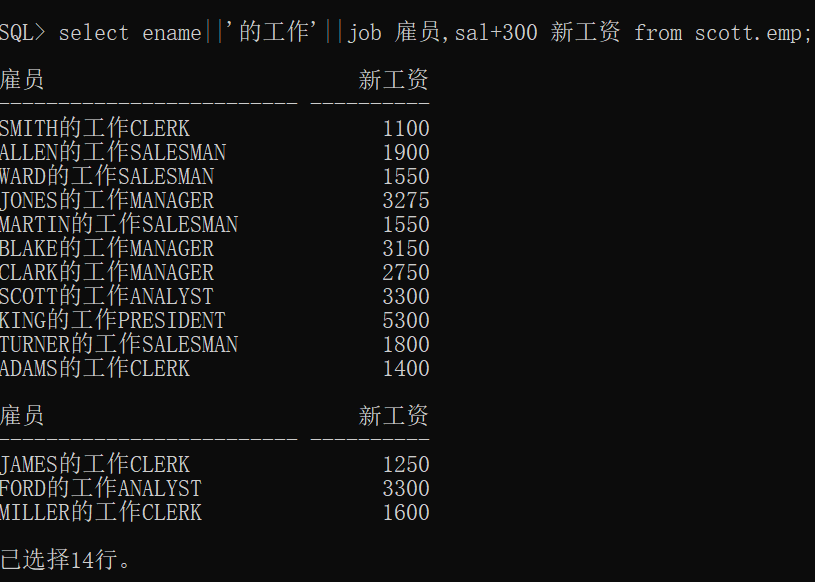 SQL> select ename||'的工作'||job 雇员,sal+300 新工资 from scott.emp;
雇员 新工资
------------------------- ----------
SMITH的工作CLERK 1100
ALLEN的工作SALESMAN 1900
WARD的工作SALESMAN 1550
JONES的工作MANAGER 3275
MARTIN的工作SALESMAN 1550
BLAKE的工作MANAGER 3150
CLARK的工作MANAGER 2750
SCOTT的工作ANALYST 3300
KING的工作PRESIDENT 5300
TURNER的工作SALESMAN 1800
ADAMS的工作CLERK 1400
雇员 新工资
------------------------- ----------
JAMES的工作CLERK 1250
FORD的工作ANALYST 3300
MILLER的工作CLERK 1600
已选择14行。